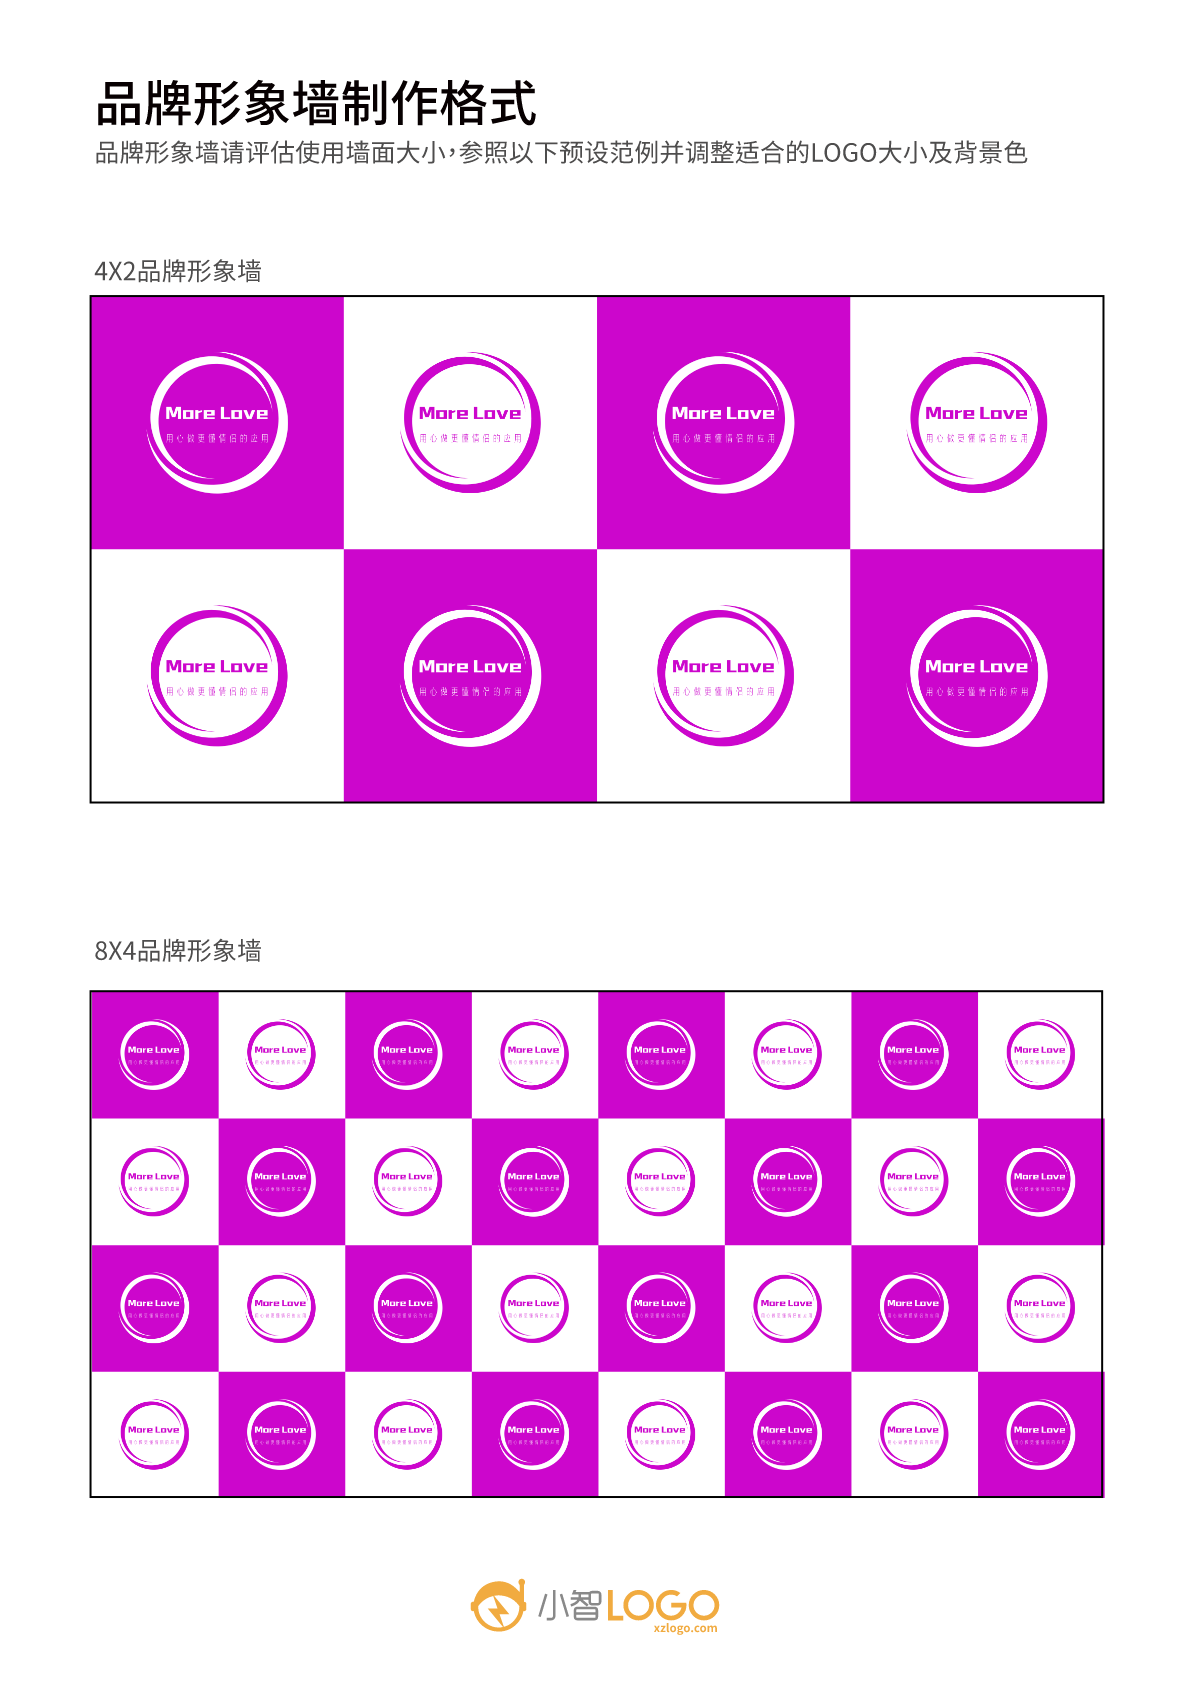 品牌形象墙制作格式
品牌形象墙请评估使用墙面大小，参照以下预设范例并调整适合的LOGO大小及背景色
4X2品牌形象墙
More Love More Love More Love More Love
用心做更懂情侣的应用 用心做更懂情侣的应用 用心做更懂情侣的应用 用心做更懂情侣的应用
More Love More Love More Love More Love
用心做更懂情侣的应用 用心做更懂情侣的应用 用心做更懂情侣的应用 用心做更懂情侣的应用
8X4品牌形象墙
More Love More Love More Love More Love More Love More Love More Love More Love
More Love More Love More Love More Love More Love More Love More Love More Love
More Love More Love More Love More Love More Love More Love More Love More Love
More Love More Love More Love More Love More Love More Love More Love More Love
小智LOGO
xzlogo.com